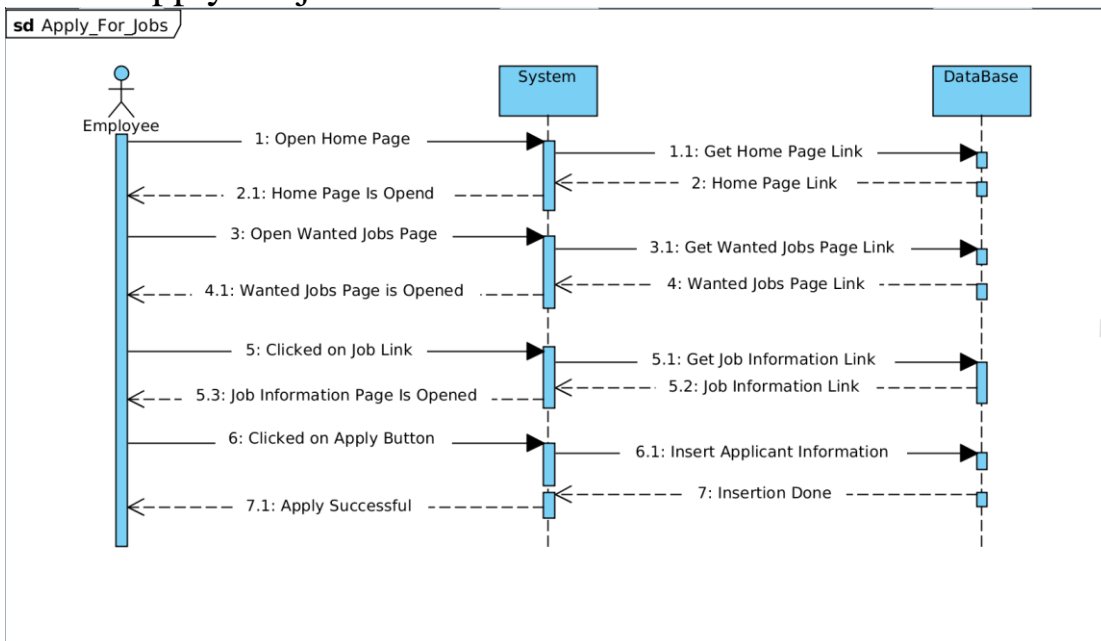 sd Apply_For_Jobs
System
DataBase
Employee
1: Open Home Page
1.1: Get Home Page Link
2: Home Page Link
2.1: Home Page Is Opend
3: Open Wanted Jobs Page
3.1: Get Wanted Jobs Page Link
4: Wanted Jobs Page Link
4.1: Wanted Jobs Page is Opened
5: Clicked on Job Link
5.1: Get Job Information Link
5.2: Job Information Link
5.3: Job Information Page Is Opened
6: Clicked on Apply Button
6.1: Insert Applicant Information
7: Insertion Done
7.1: Apply Successful